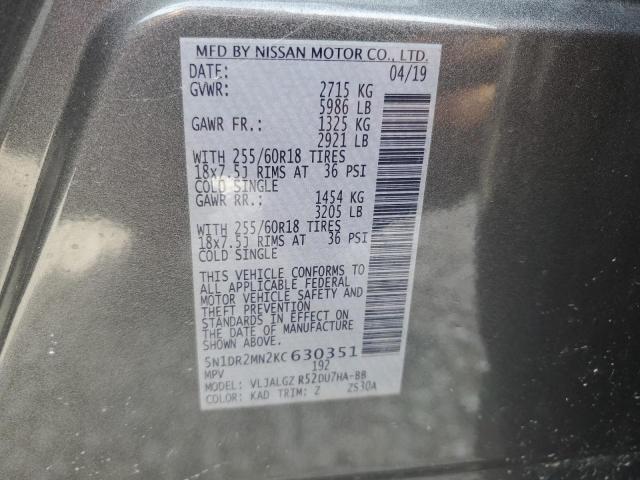 MFD BY NISSAN MOTOR CO., LTD.
DATE: 04/19
GVWR: 2715 KG
5986 LB
GAWR FR.: 1325 KG
2921 LB
WITH 255/60R18 TIRES
18x7.5J RIMS AT 36 PSI
COLD SINGLE
GAWR RR.: 1454 KG
3205 LB
WITH 255/60R18 TIRES
18x7.5J RIMS AT 36 PSI
COLD SINGLE
THIS VEHICLE CONFORMS TO
ALL APPLICABLE FEDERAL
MOTOR VEHICLE SAFETY AND
THEFT PREVENTION
STANDARDS IN EFFECT ON
THE DATE OF MANUFACTURE
SHOWN ABOVE.
5N1DR2MN2KC630351
MPV 192
MODEL: VLJALGZ R52DU7HA-BB
COLOR: KAD TRIM: Z ZS30A